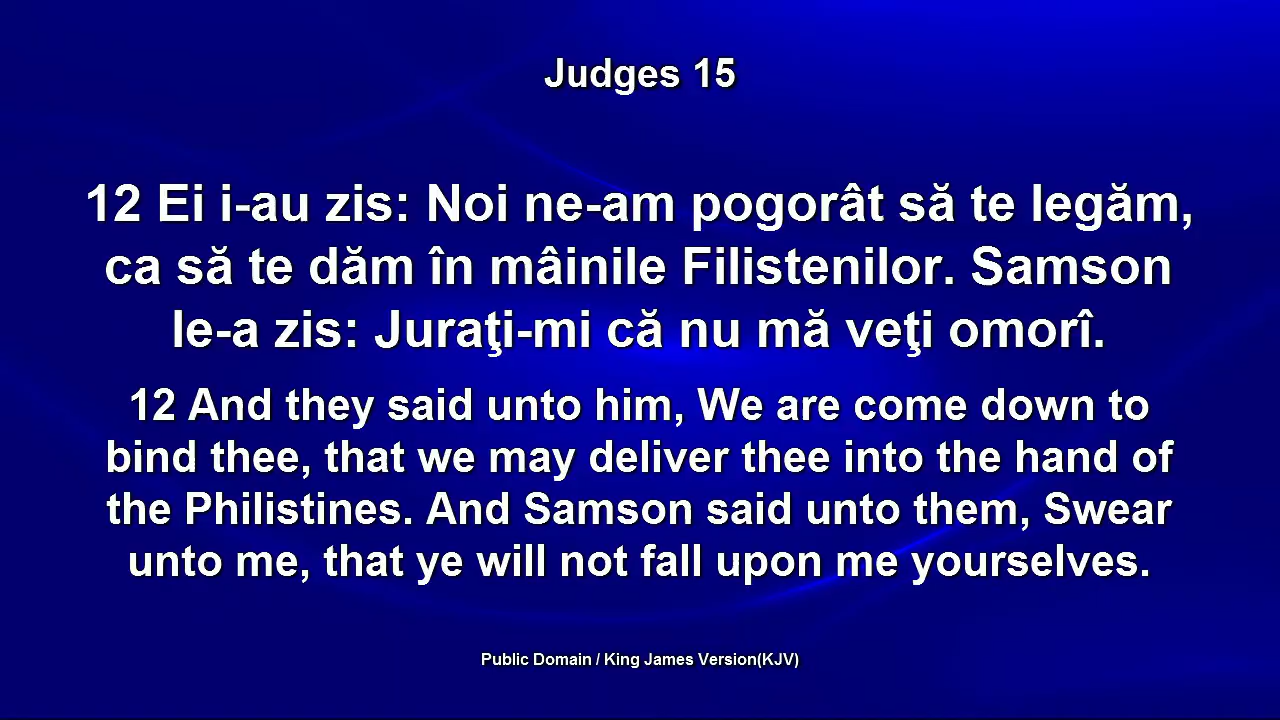 Judges 15
12 Ei i-au zis: Noi ne-am pogorât să te legăm,
ca să te dăm în mâinile Filistenilor. Samson
le-a zis: Juraţi-mi că nu mă veţi omorî.
12 And they said unto him, We are come down to
bind thee, that we may deliver thee into the hand of
the Philistines. And Samson said unto them, Swear
unto me, that ye will not fall upon me yourselves.
Public Domain / King James Version(KJV)